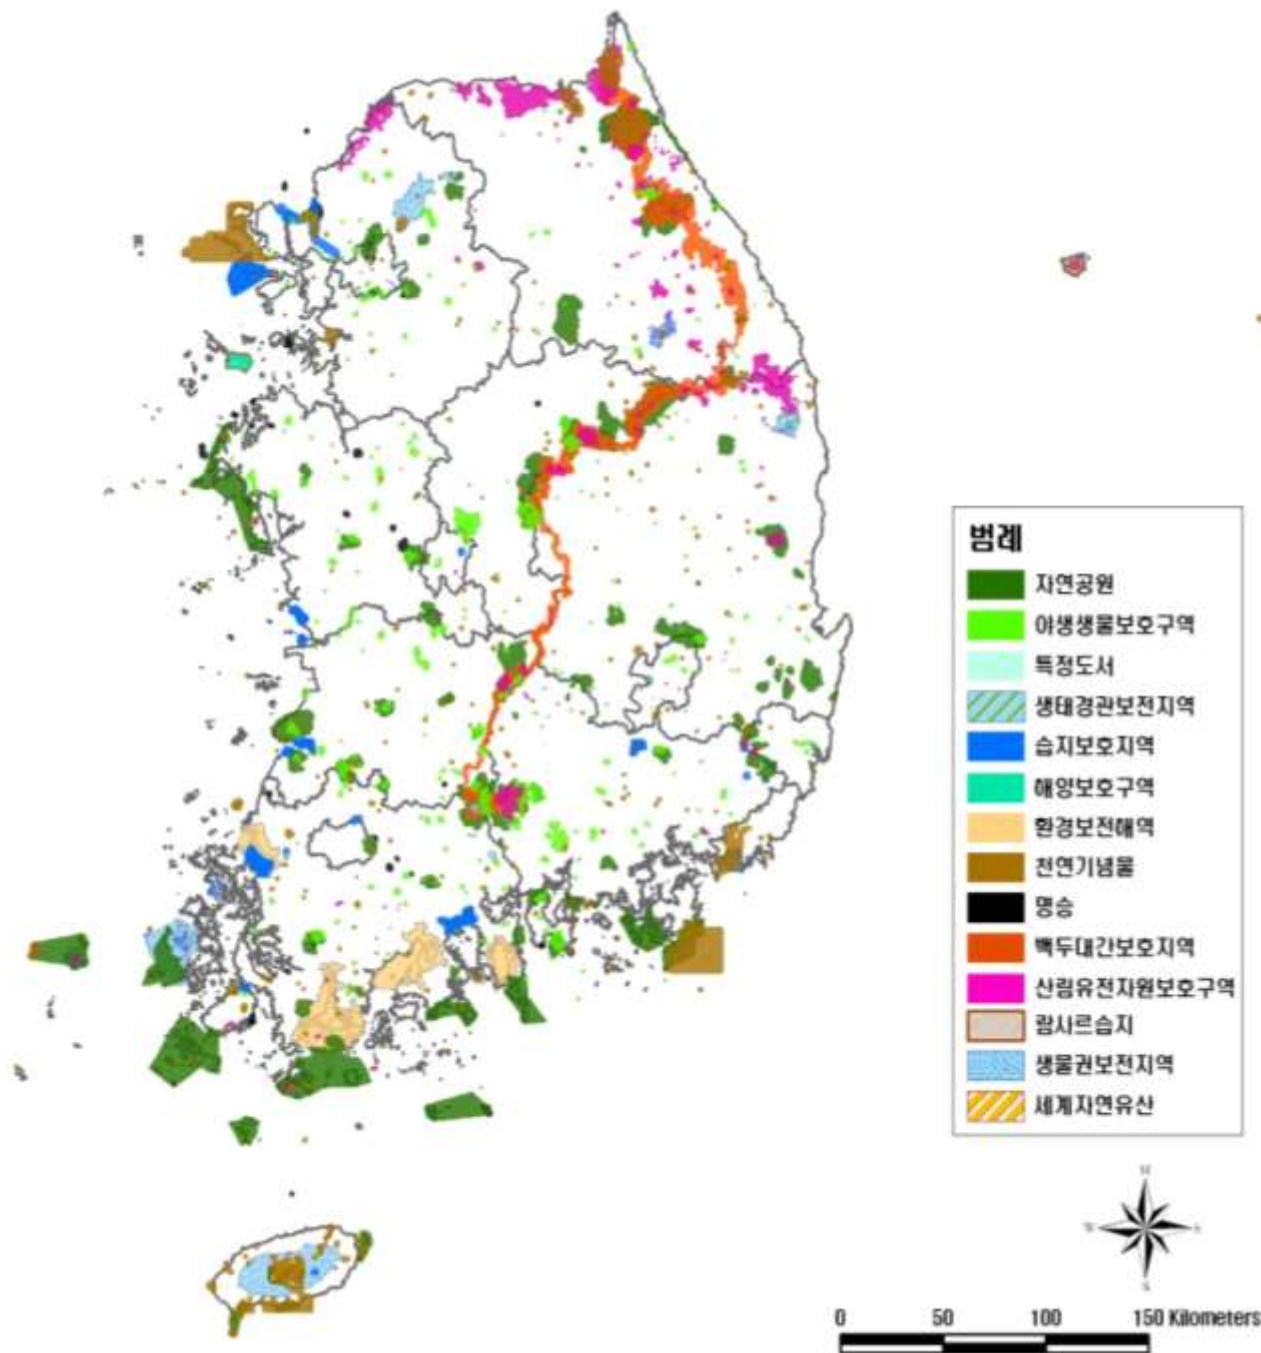 범례
자연공원
야생생물보호구역
특정도서
생태경관보전지역
습지보호지역
해양보호구역
환경보전해역
천연기념물
명승
백두대간보호지역
산림유전자원보호구역
람사르습지
생물권보전지역
세계자연유산
N
W
E
S
0 50 100 150 Kilometers